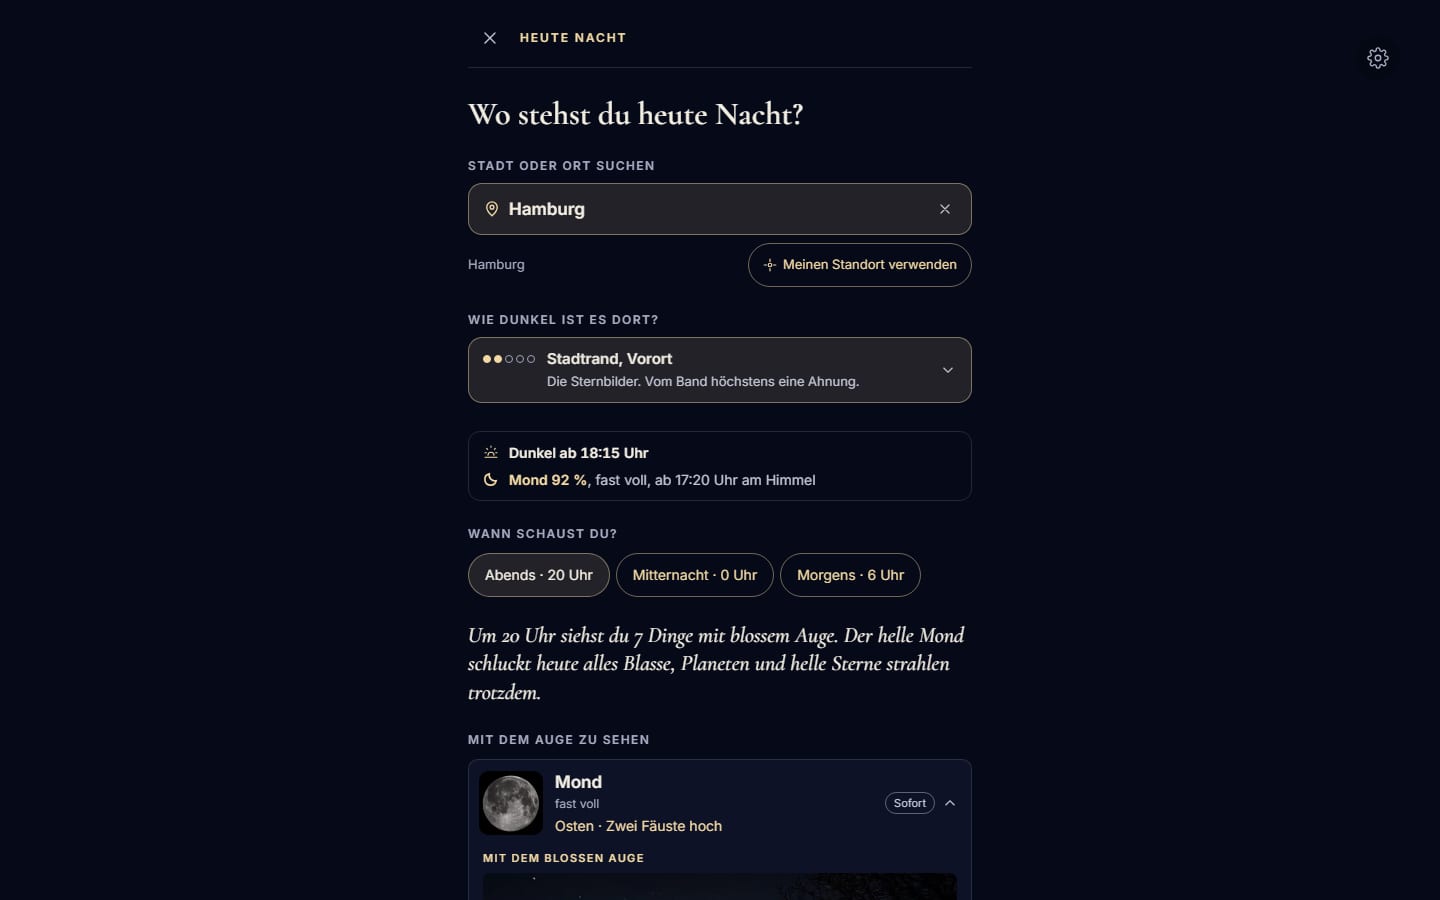 HEUTE NACHT
Wo stehst du heute Nacht?
STADT ODER ORT SUCHEN
Hamburg
Hamburg
Meinen Standort verwenden
WIE DUNKEL IST ES DORT?
Stadtrand, Vorort
Die Sternbilder. Vom Band höchstens eine Ahnung.
Dunkel ab 18:15 Uhr
Mond 92 %, fast voll, ab 17:20 Uhr am Himmel
WANN SCHAUST DU?
Abends · 20 Uhr
Mitternacht · 0 Uhr
Morgens · 6 Uhr
Um 20 Uhr siehst du 7 Dinge mit blossem Auge. Der helle Mond
schluckt heute alles Blasse, Planeten und helle Sterne strahlen
trotzdem.
MIT DEM AUGE ZU SEHEN
Mond
fast voll
Osten · Zwei Fäuste hoch
Sofort
MIT DEM BLOSSEN AUGE